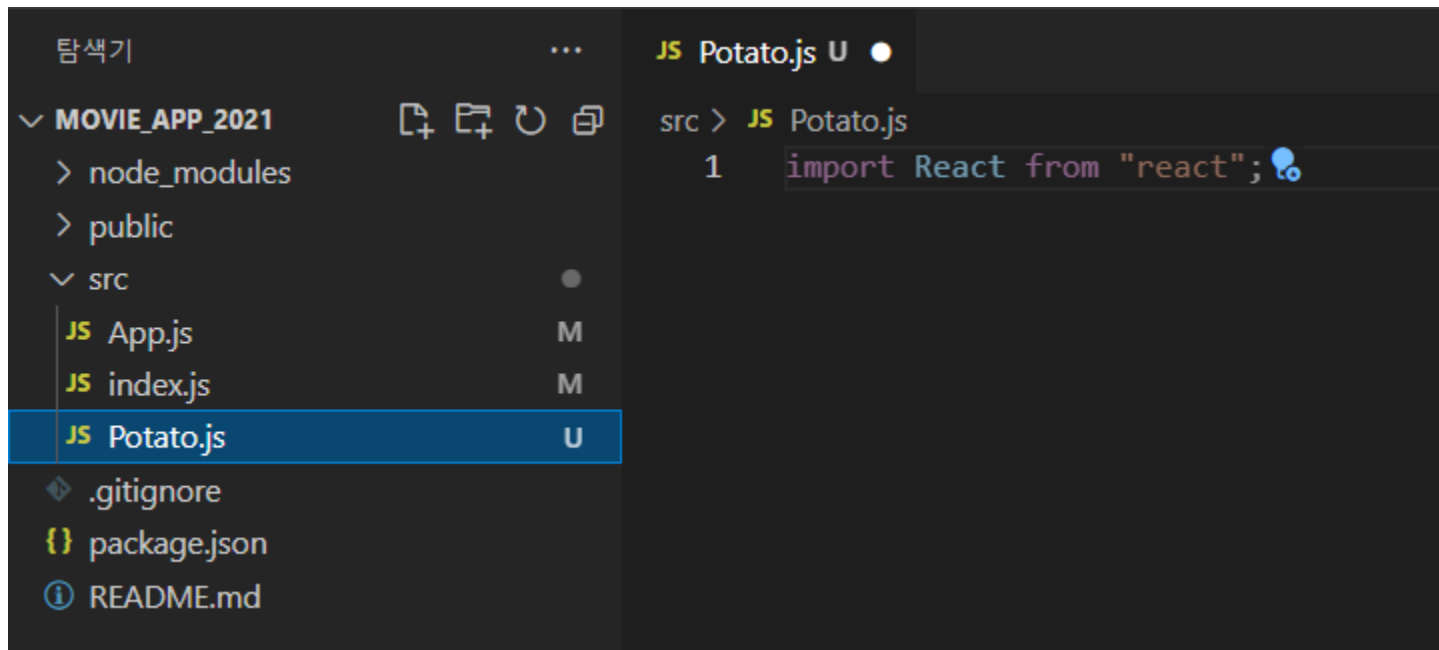 탐색기 ···
MOVIE_APP_2021
node_modules
public
src
JS App.js M
JS index.js M
JS Potato.js U
.gitignore
{} package.json
README.md
JS Potato.js U
src > JS Potato.js
1 import React from "react";